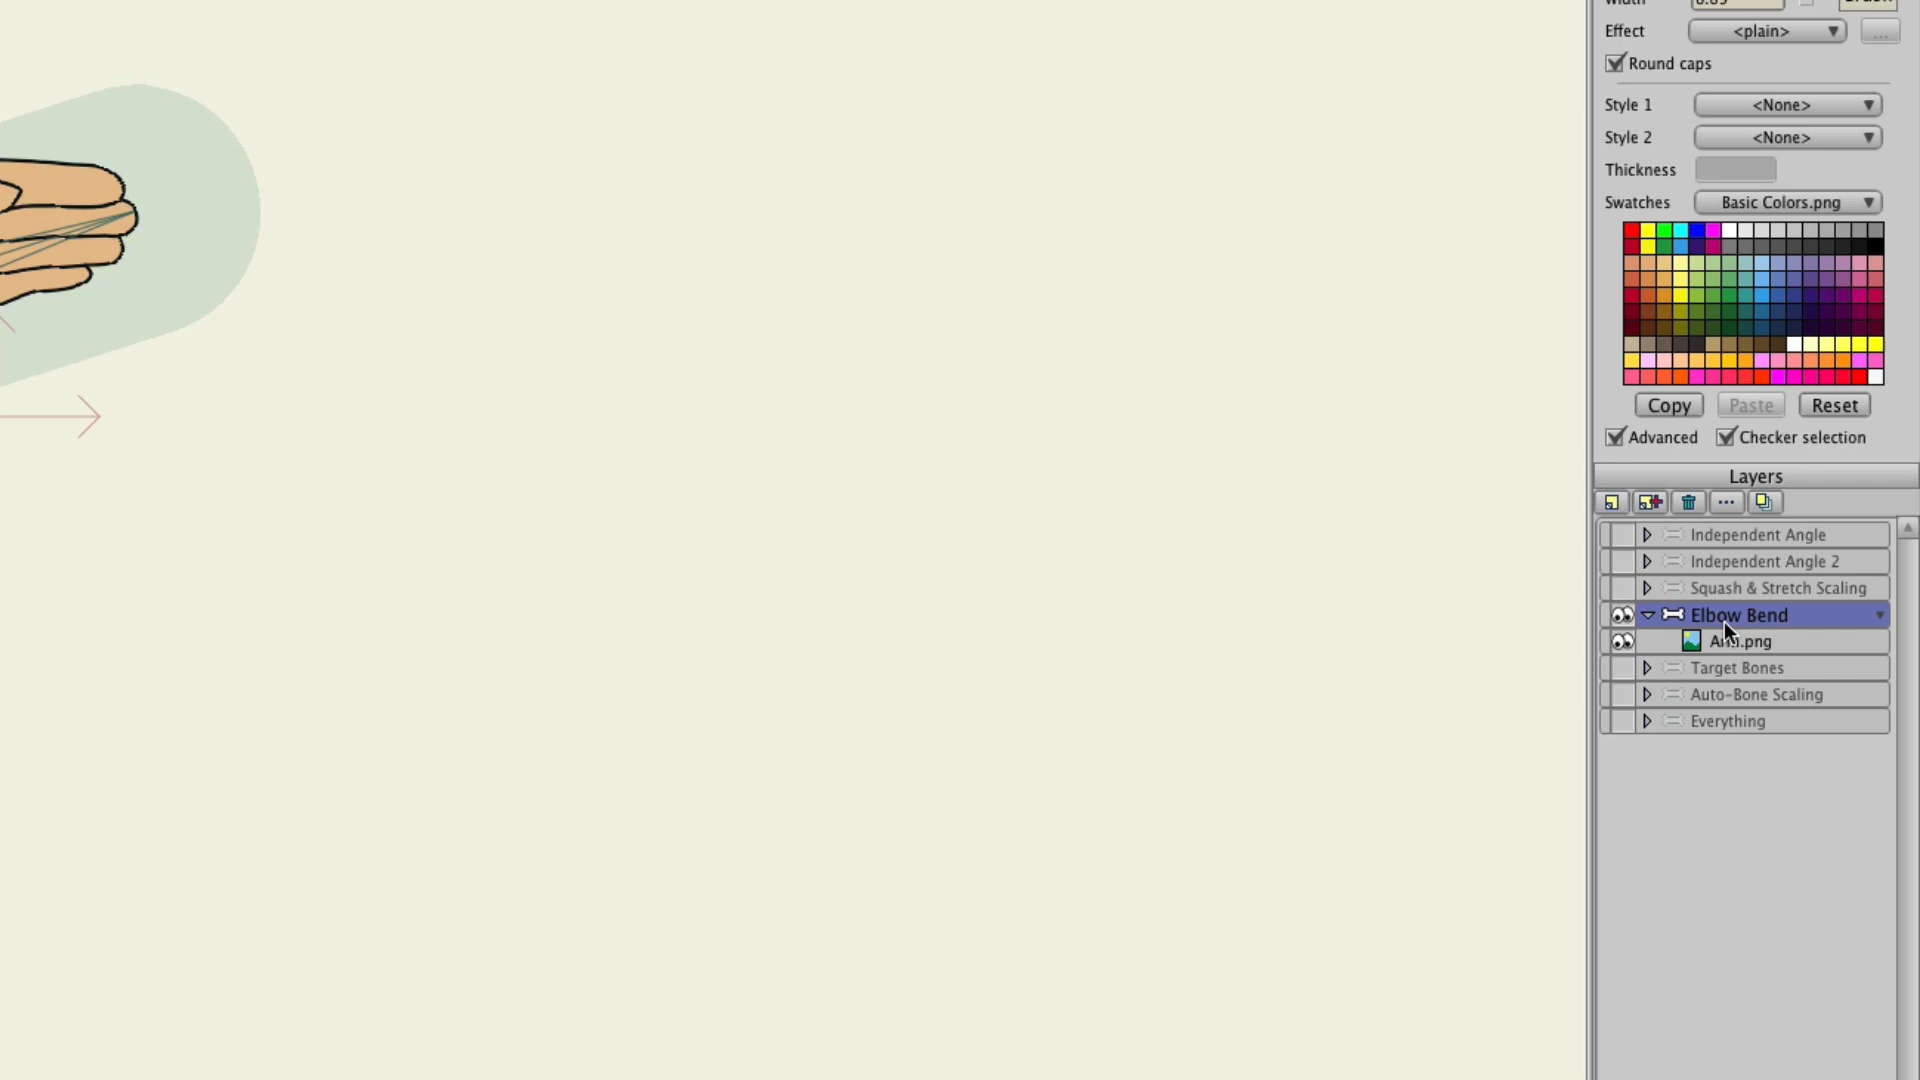 Effect <plain> ...
Round caps
Style 1 <None>
Style 2 <None>
Thickness
Swatches Basic Colors.png
Copy Paste Reset
Advanced Checker selection
Layers
Independent Angle
Independent Angle 2
Squash & Stretch Scaling
Elbow Bend
Target Bones
Auto-Bone Scaling
Everything